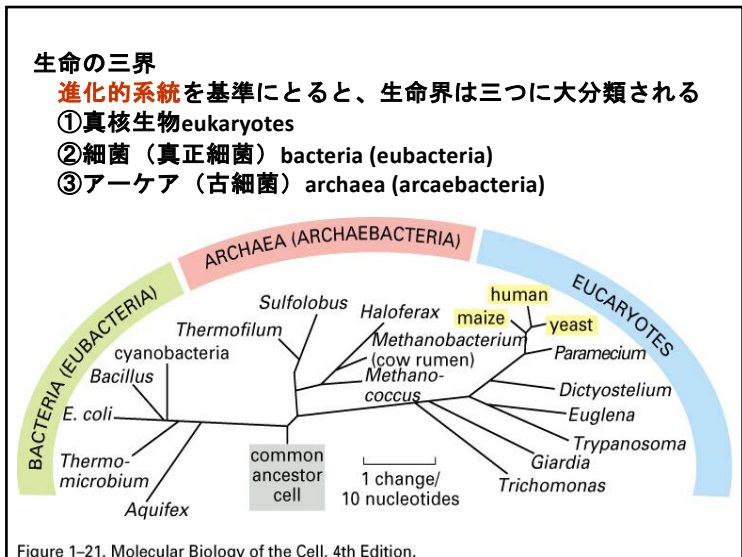 生命の三界
進化的系統を基準にとると、生命界は三つに大分類される
①真核生物eukaryotes
②細菌（真正細菌）bacteria (eubacteria)
③アーケア（古細菌）archaea (arcaebacteria)
BACTERIA (EUBACTERIA)
ARCHAEA (ARCHAEBACTERIA)
EUCARYOTES
cyanobacteria
Bacillus
E. coli
Thermo-
microbium
Aquifex
Sulfolobus
Thermofilum
Haloferax
Methanobacterium
(cow rumen)
Methano-
coccus
human
maize
yeast
Paramecium
Dictyostelium
Euglena
Trypanosoma
Giardia
Trichomonas
common
ancestor
cell
1 change/
10 nucleotides
Figure 1–21. Molecular Biology of the Cell, 4th Edition.